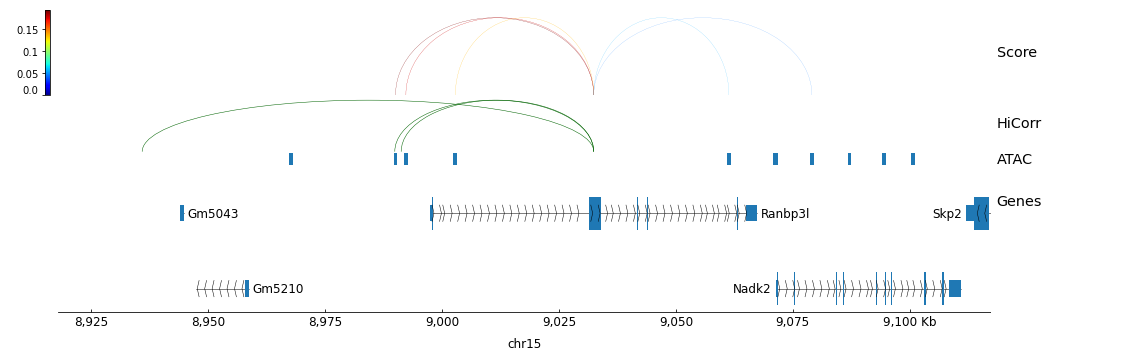 0.15
0.1
0.05
0.0
Score
HiCorr
ATAC
Genes
Gm5043
Ranbp3l
Skp2
Gm5210
Nadk2
8,925 8,950 8,975 9,000 9,025 9,050 9,075 9,100 Kb
chr15